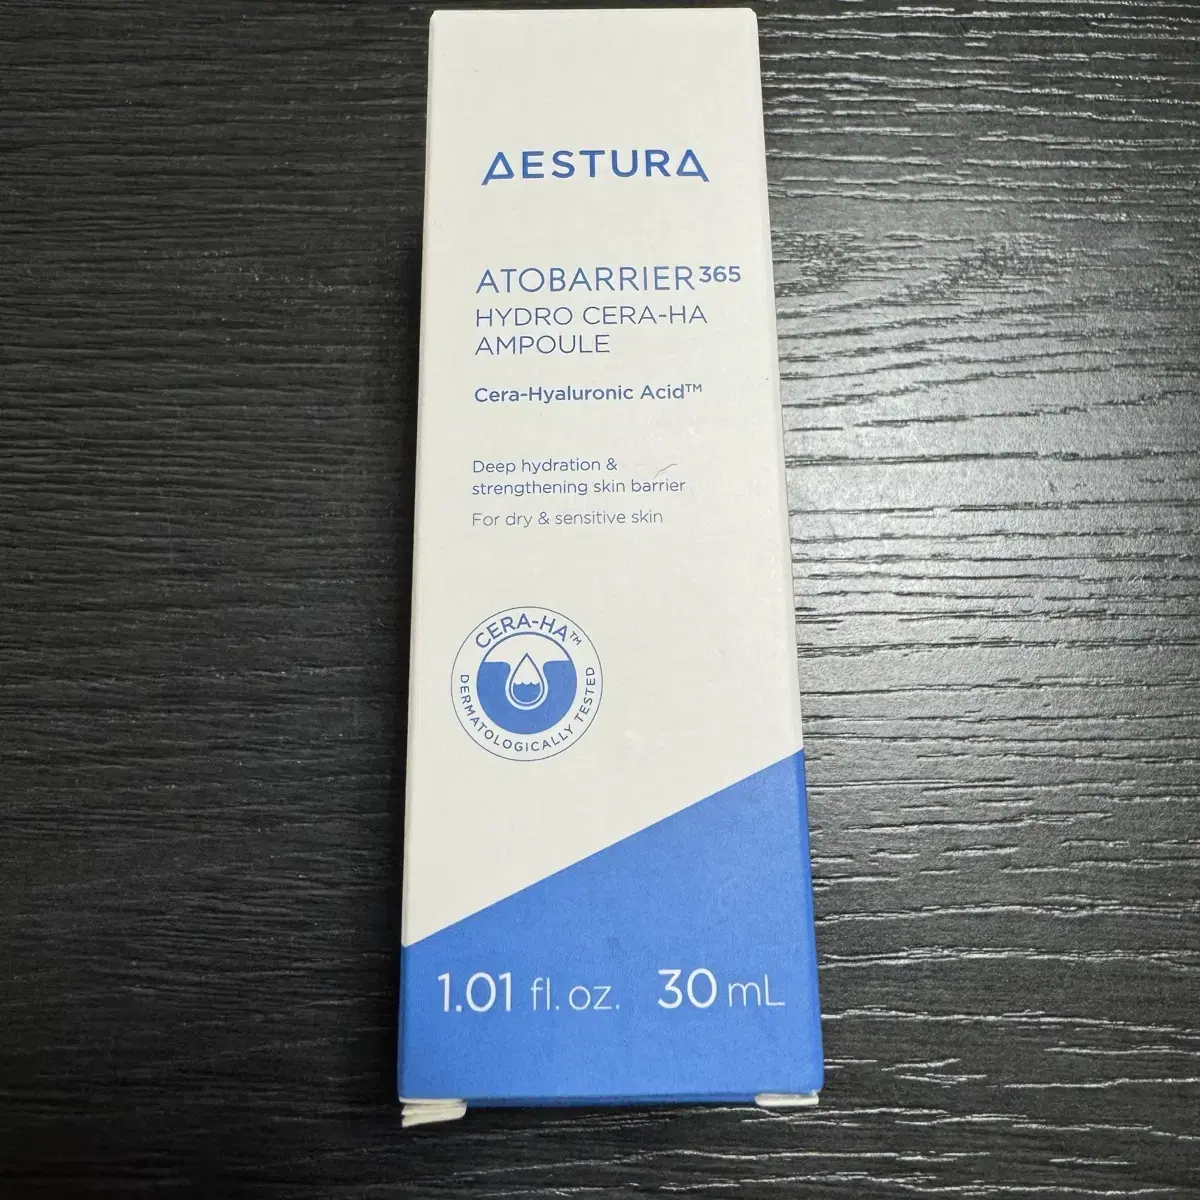 AESTURA
ATOBARRIER365
HYDRO CERA-HA
AMPOULE
Cera-Hyaluronic Acid™
Deep hydration &
strengthening skin barrier
For dry & sensitive skin
CERA-HA™
DERMATOLOGICALLY TESTED
1.01 fl. oz. 30 mL